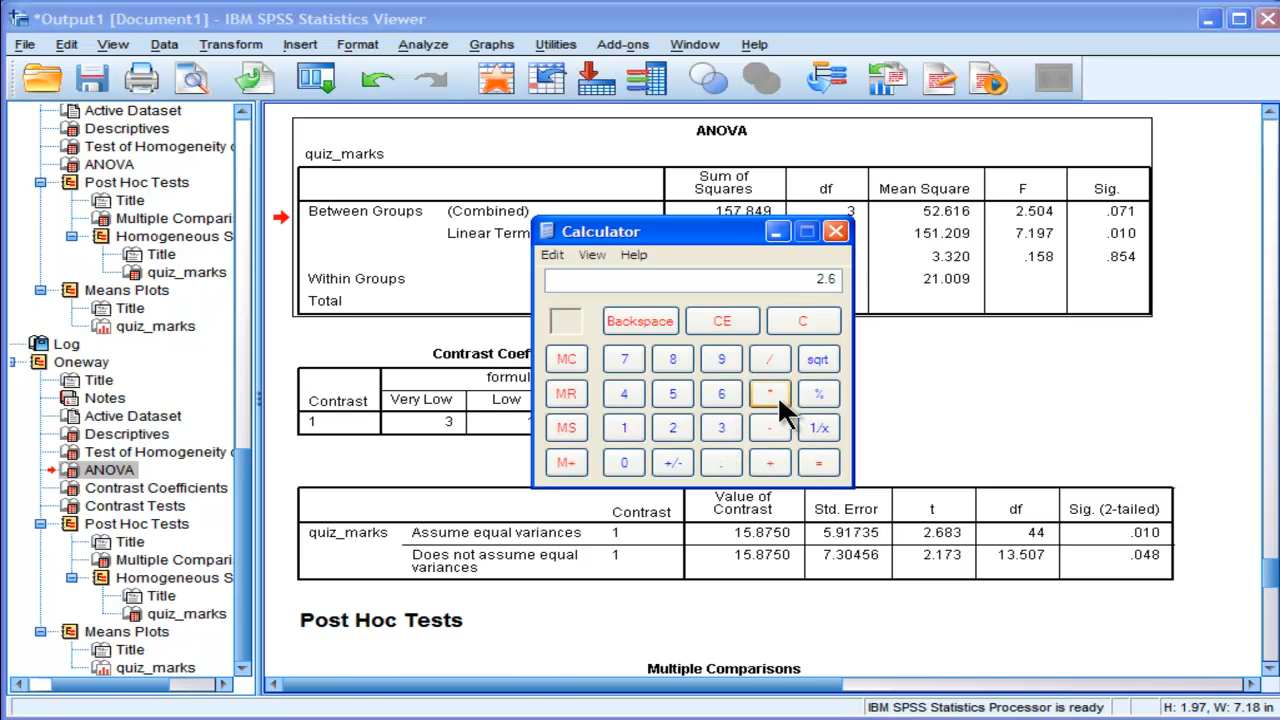 *Output1 [Document1] - IBM SPSS Statistics Viewer
File Edit View Data Transform Insert Format Analyze Graphs Utilities Add-ons Window Help
Active Dataset
Descriptives
Test of Homogeneity
ANOVA
Post Hoc Tests
Title
Multiple Compari
Homogeneous S
Title
quiz_marks
Means Plots
Title
quiz_marks
Log
Oneway
Title
Notes
Active Dataset
Descriptives
Test of Homogeneity
ANOVA
Contrast Coefficients
Contrast Tests
Post Hoc Tests
Title
Multiple Compari
Homogeneous S
Title
quiz_marks
Means Plots
Title
quiz_marks
ANOVA
quiz_marks
Sum of Squares df Mean Square F Sig.
Between Groups (Combined) 157.849 3 52.616 2.504 .071
Linear Term 151.209 7.197 .010
3.320 .158 .854
Within Groups 21.009
Total
Calculator
Edit View Help
2.6
Backspace CE C
MC 7 8 9 / sqrt
MR 4 5 6 * %
MS 1 2 3 - 1/x
M+ 0 +/- . + =
Contrast Coef
formul
Contrast Very Low Low
1 3
Contrast Value of Contrast Std. Error t df Sig. (2-tailed)
quiz_marks Assume equal variances 1 15.8750 5.91735 2.683 44 .010
Does not assume equal variances 1 15.8750 7.30456 2.173 13.507 .048
Post Hoc Tests
Multiple Comparisons
IBM SPSS Statistics Processor is ready H: 1.97, W: 7.18 in